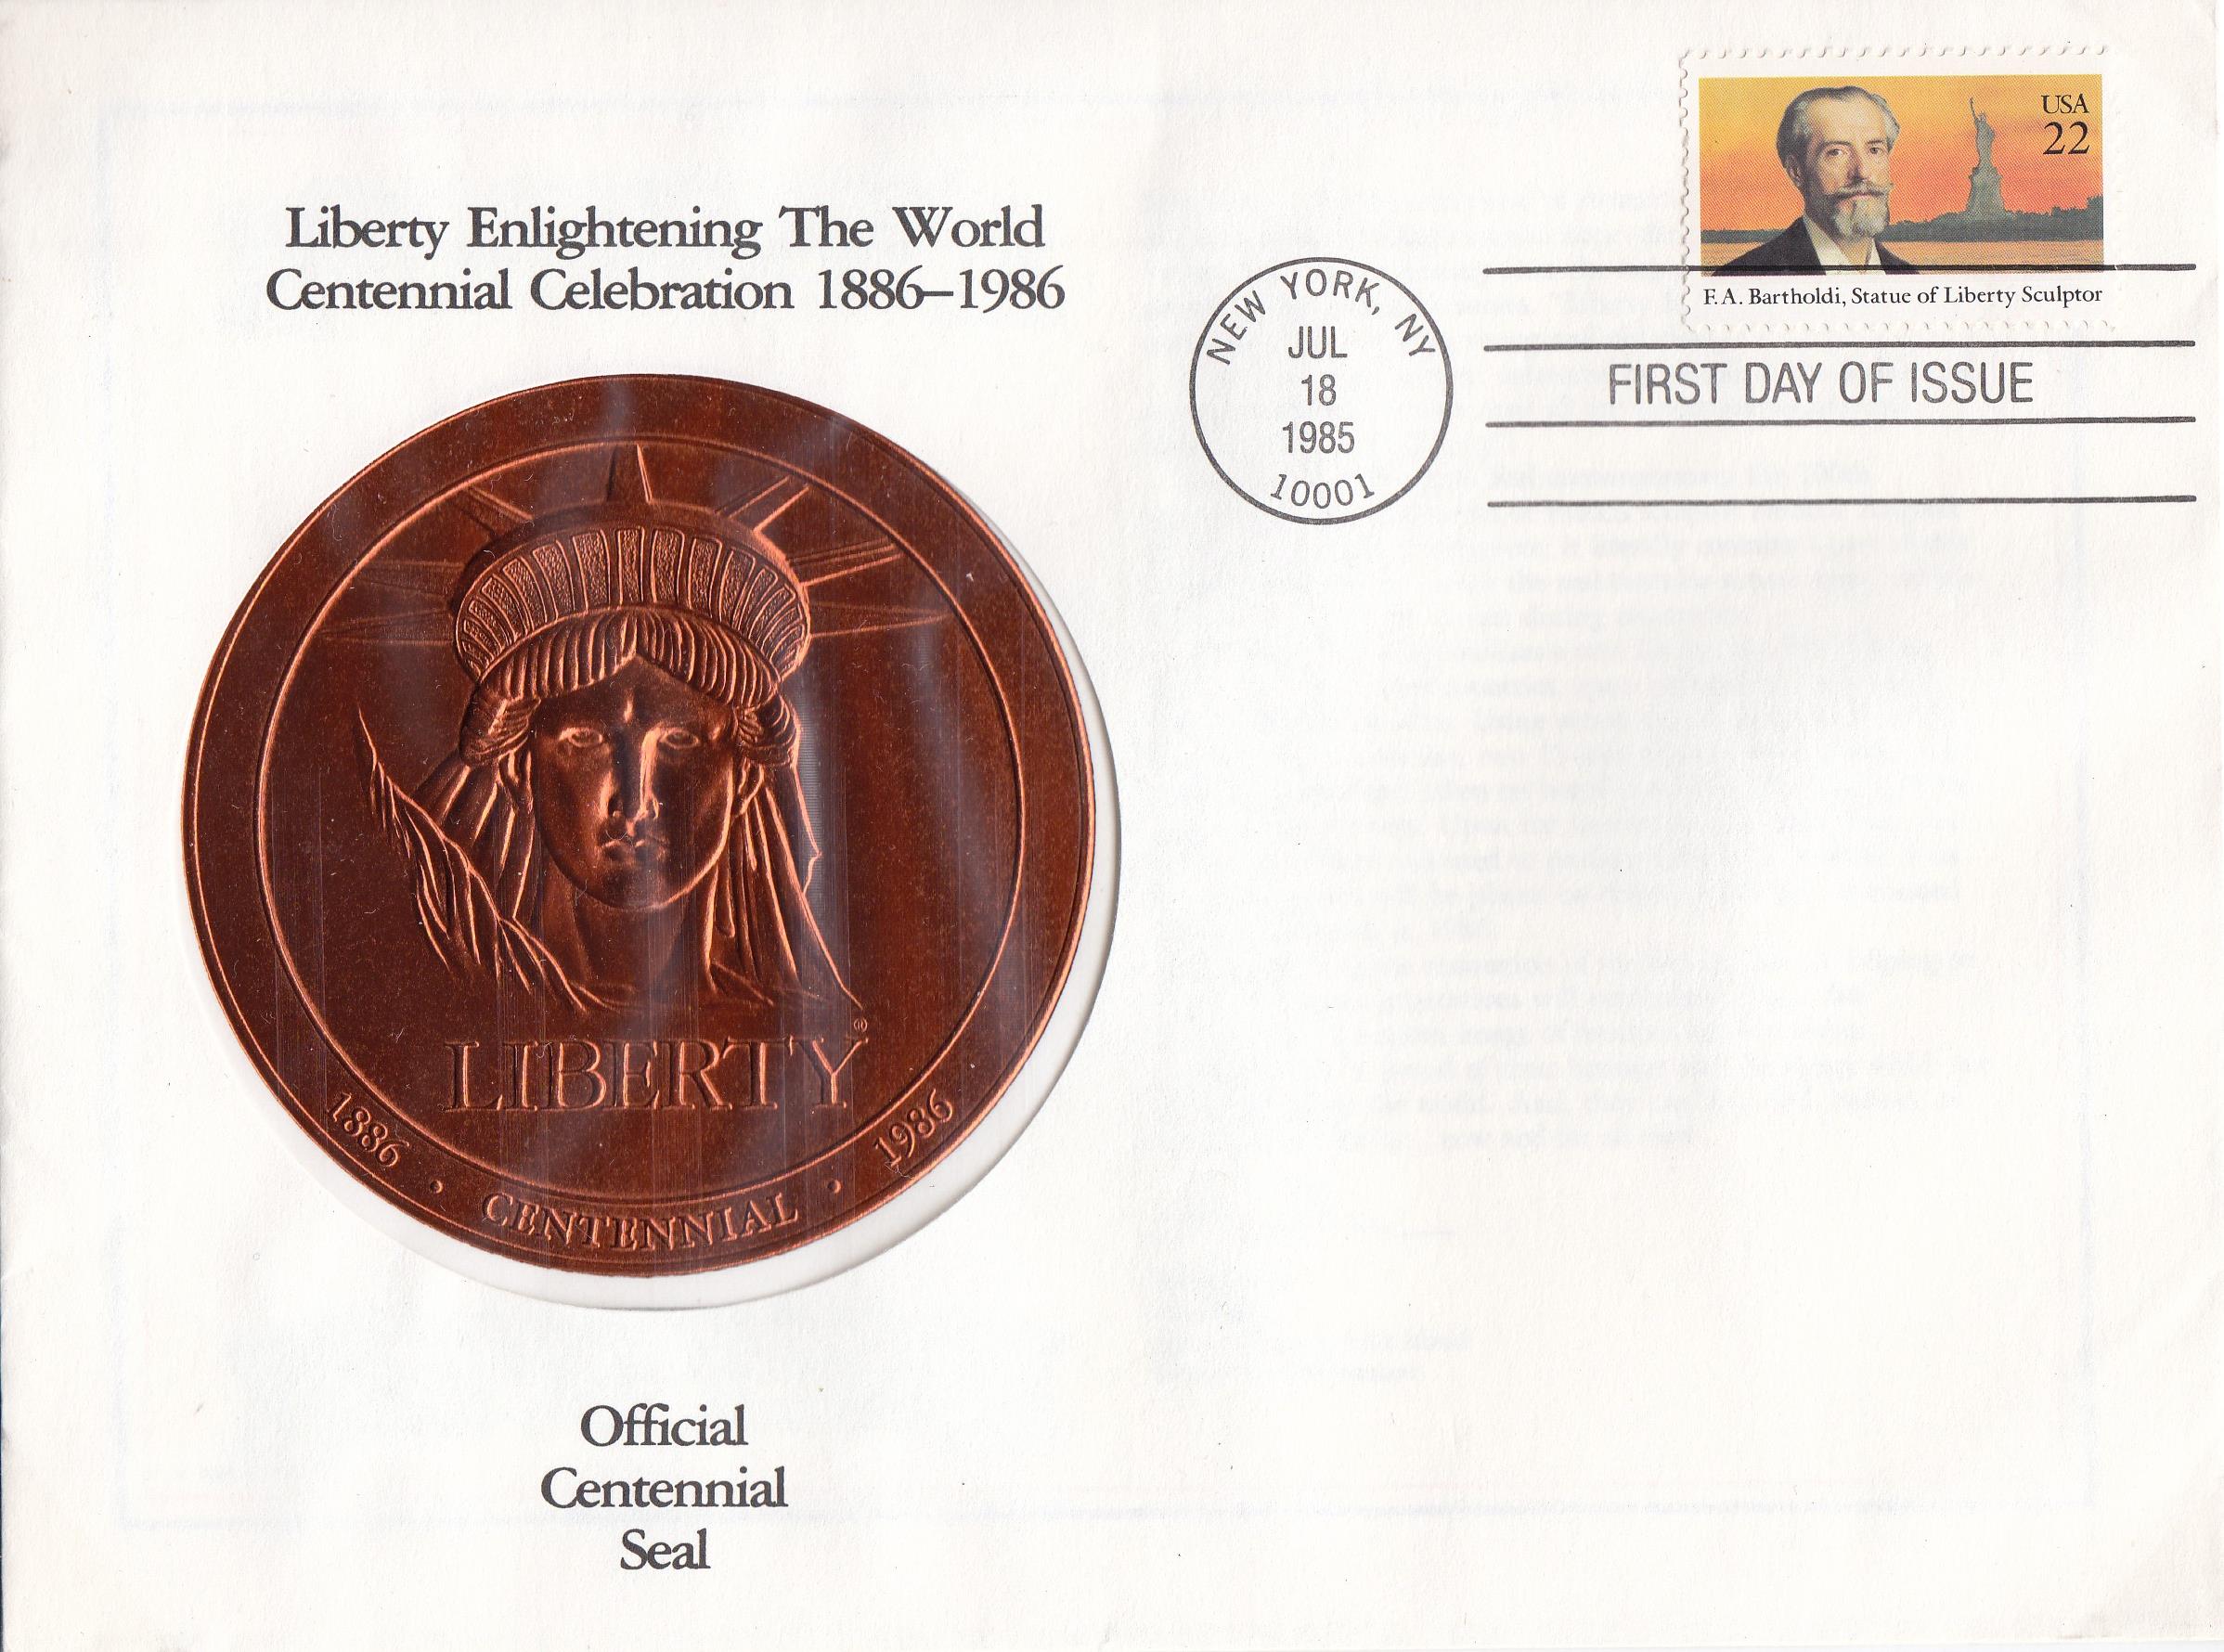 Liberty Enlightening The World
Centennial Celebration 1886–1986
USA
22
F.A. Bartholdi, Statue of Liberty Sculptor
NEW YORK, NY
JUL
18
1985
10001
FIRST DAY OF ISSUE
LIBERTY®
1886 · CENTENNIAL · 1986
Official
Centennial
Seal